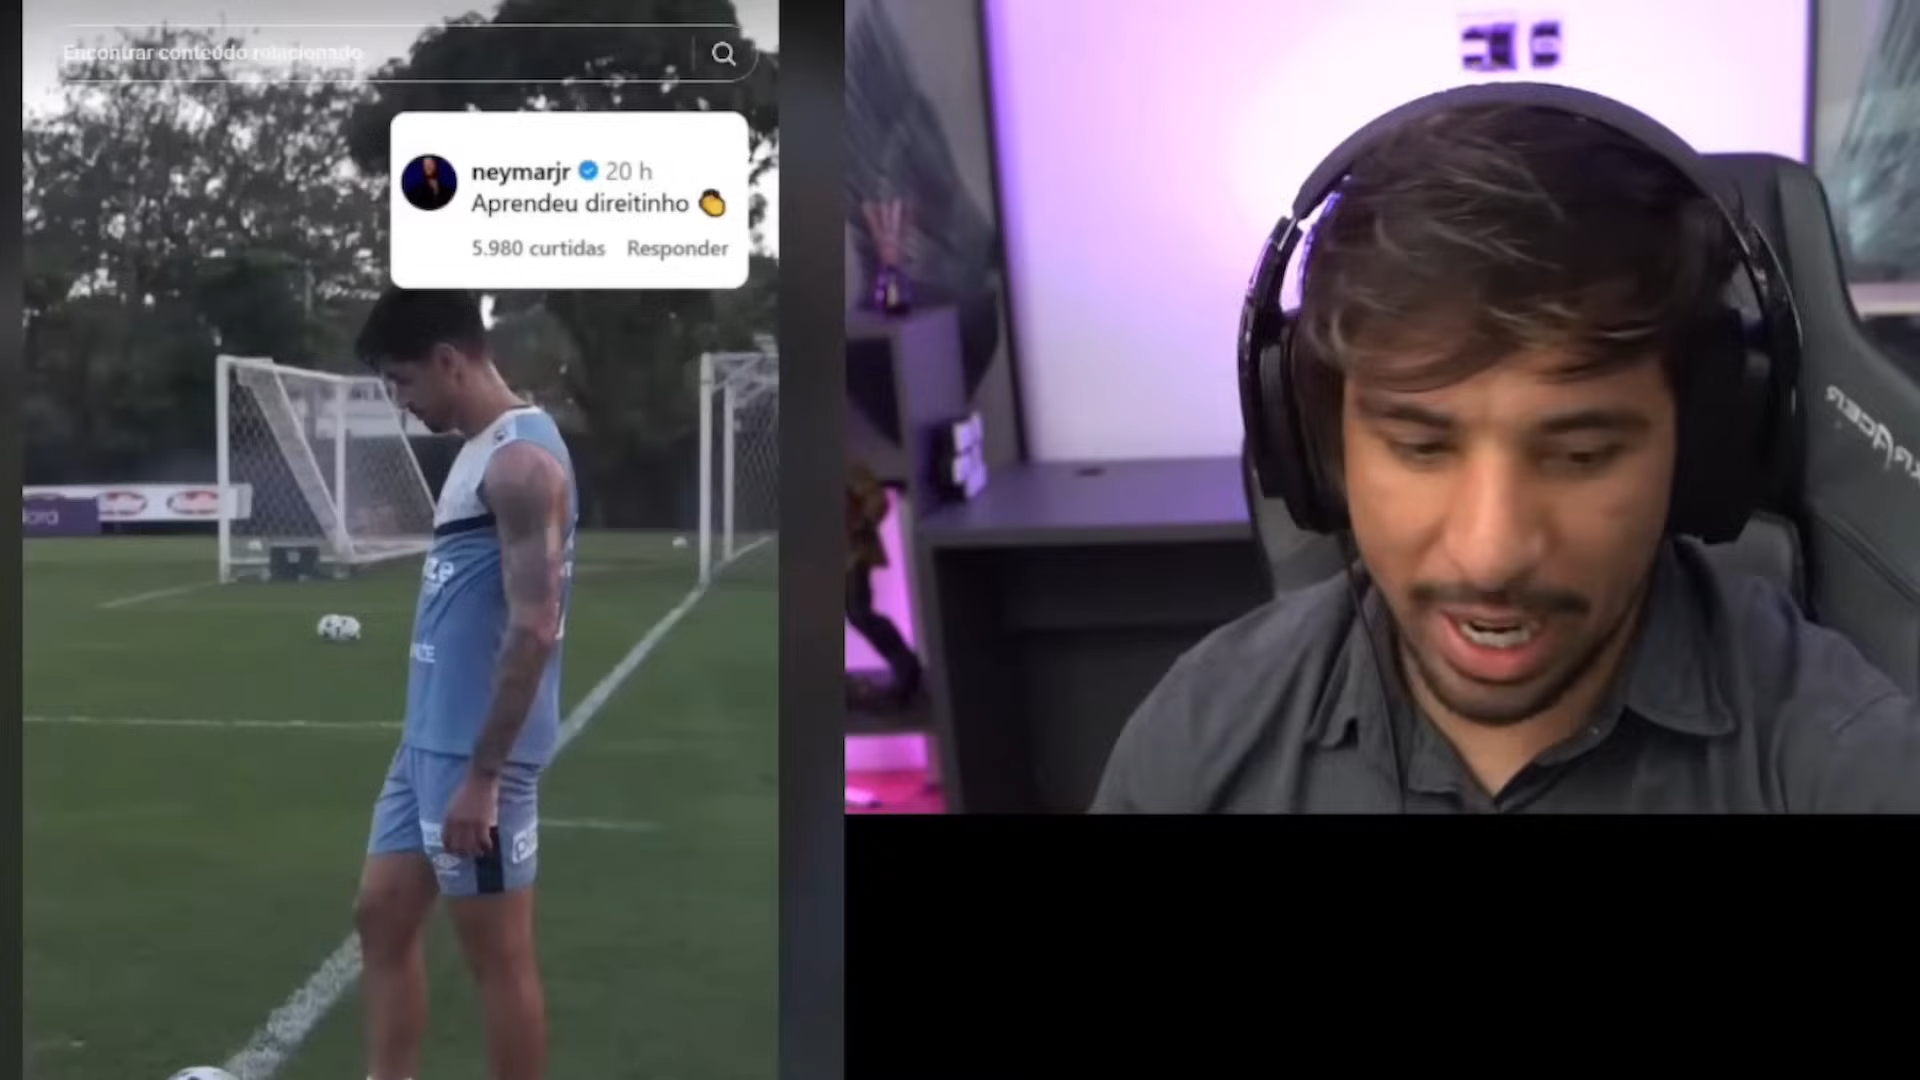 Encontrar conteúdo relacionado
neymarjr 20 h
Aprendeu direitinho 👏
5.980 curtidas Responder